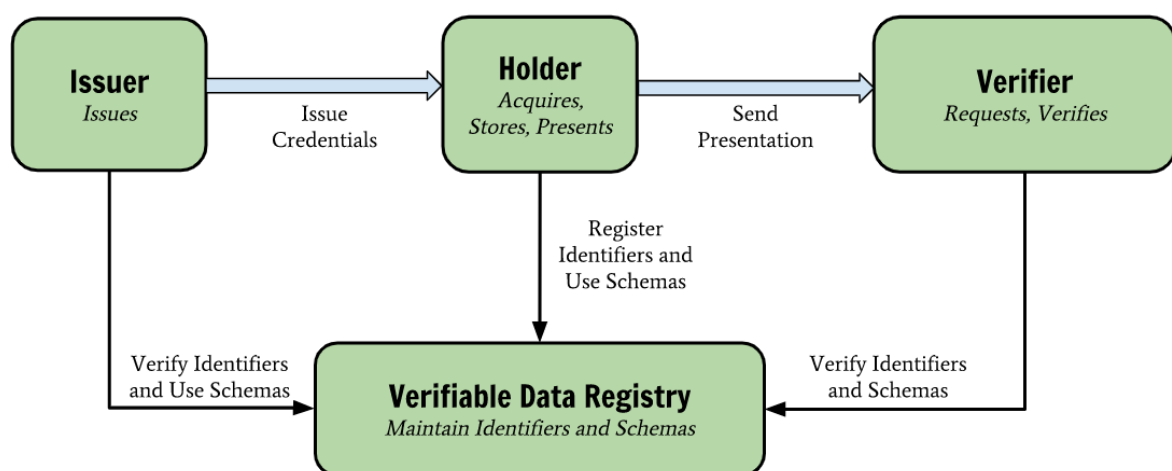 Issuer
Issues
Issue
Credentials
Holder
Acquires,
Stores, Presents
Send
Presentation
Verifier
Requests, Verifies
Register
Identifiers and
Use Schemas
Verify Identifiers
and Use Schemas
Verifiable Data Registry
Maintain Identifiers and Schemas
Verify Identifiers
and Schemas